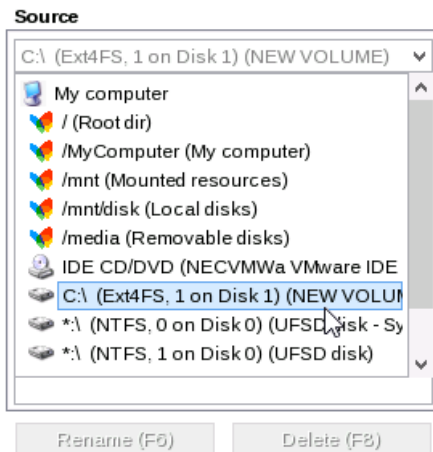 Source
C:\ (Ext4FS, 1 on Disk 1) (NEW VOLUME)
My computer
/ (Root dir)
/MyComputer (My computer)
/mnt (Mounted resources)
/mnt/disk (Local disks)
/media (Removable disks)
IDE CD/DVD (NECVMWa VMware IDE
C:\ (Ext4FS, 1 on Disk 1) (NEW VOLUM
*:\ (NTFS, 0 on Disk 0) (UFSD disk - Sy
*:\ (NTFS, 1 on Disk 0) (UFSD disk)
Rename (F6)
Delete (F8)